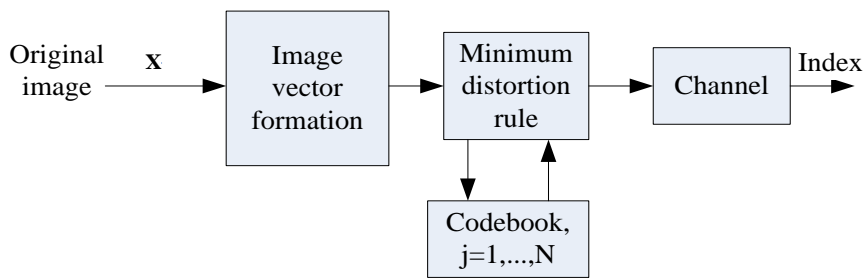 Original
image
X
Image
vector
formation
Minimum
distortion
rule
Channel
Index
Codebook,
j=1,...,N